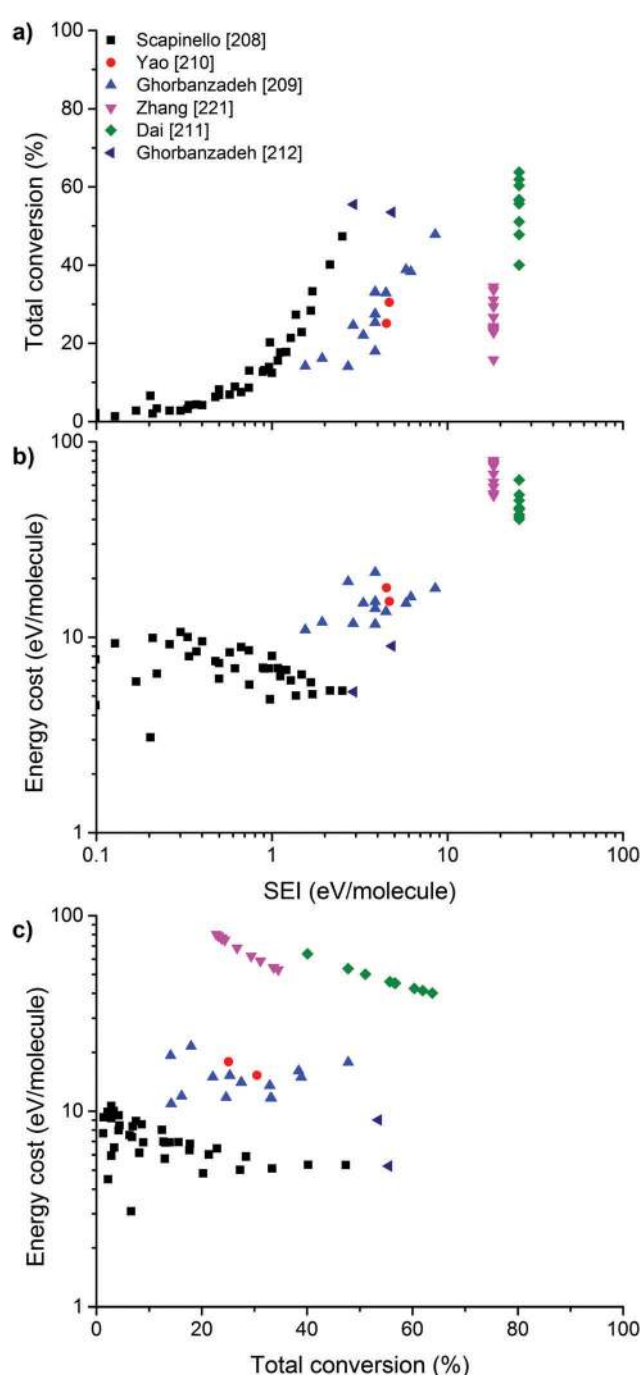 a)
100
80
60
40
20
0
Total conversion (%)
Scapinello [208]
Yao [210]
Ghorbanzadeh [209]
Zhang [221]
Dai [211]
Ghorbanzadeh [212]
b)
100
10
1
Energy cost (eV/molecule)
0.1
1
10
100
SEI (eV/molecule)
c)
100
10
1
Energy cost (eV/molecule)
0
20
40
60
80
100
Total conversion (%)